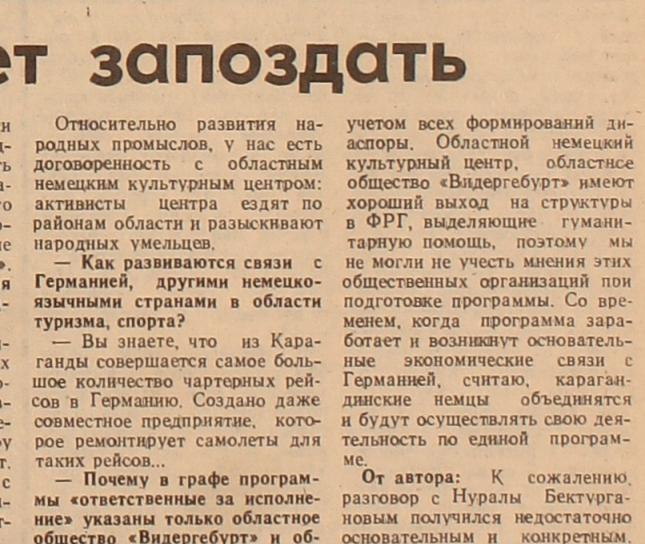 ет запоздать
Относительно развития на-
родных промыслов, у нас есть
договоренность с областным
немецким культурным центром:
активисты центра ездят по
районам области и разыскивают
народных умельцев.
— Как развиваются связи с
Германией, другими немецко-
язычными странами в области
туризма, спорта?
— Вы знаете, что из Кара-
ганды совершается самое боль-
шое количество чартерных рей-
сов в Германию. Создано даже
совместное предприятие, кото-
рое ремонтирует самолеты для
таких рейсов...
— Почему в графе програм-
мы «ответственные за исполне-
ние» указаны только областное
общество «Видергебурт» и об-
учетом всех формирований ди-
аспоры. Областной немецкий
культурный центр, областное
общество «Видергебурт» имеют
хороший выход на структуры
в ФРГ, выделяющие гумани-
тарную помощь, поэтому мы
не могли не учесть мнения этих
общественных организаций пои
подготовке программы. Со вре-
менем, когда программа зара-
ботает и возникнут основатель-
ные экономические связи с
Германией, считаю, караган-
динские немцы объединятся
и будут осуществлять свою дея-
тельность по единой програм-
ме.
От автора: К сожалению,
разговор с Нуралы Бектурга-
новым получился недостаточно
основательным и конкретным.